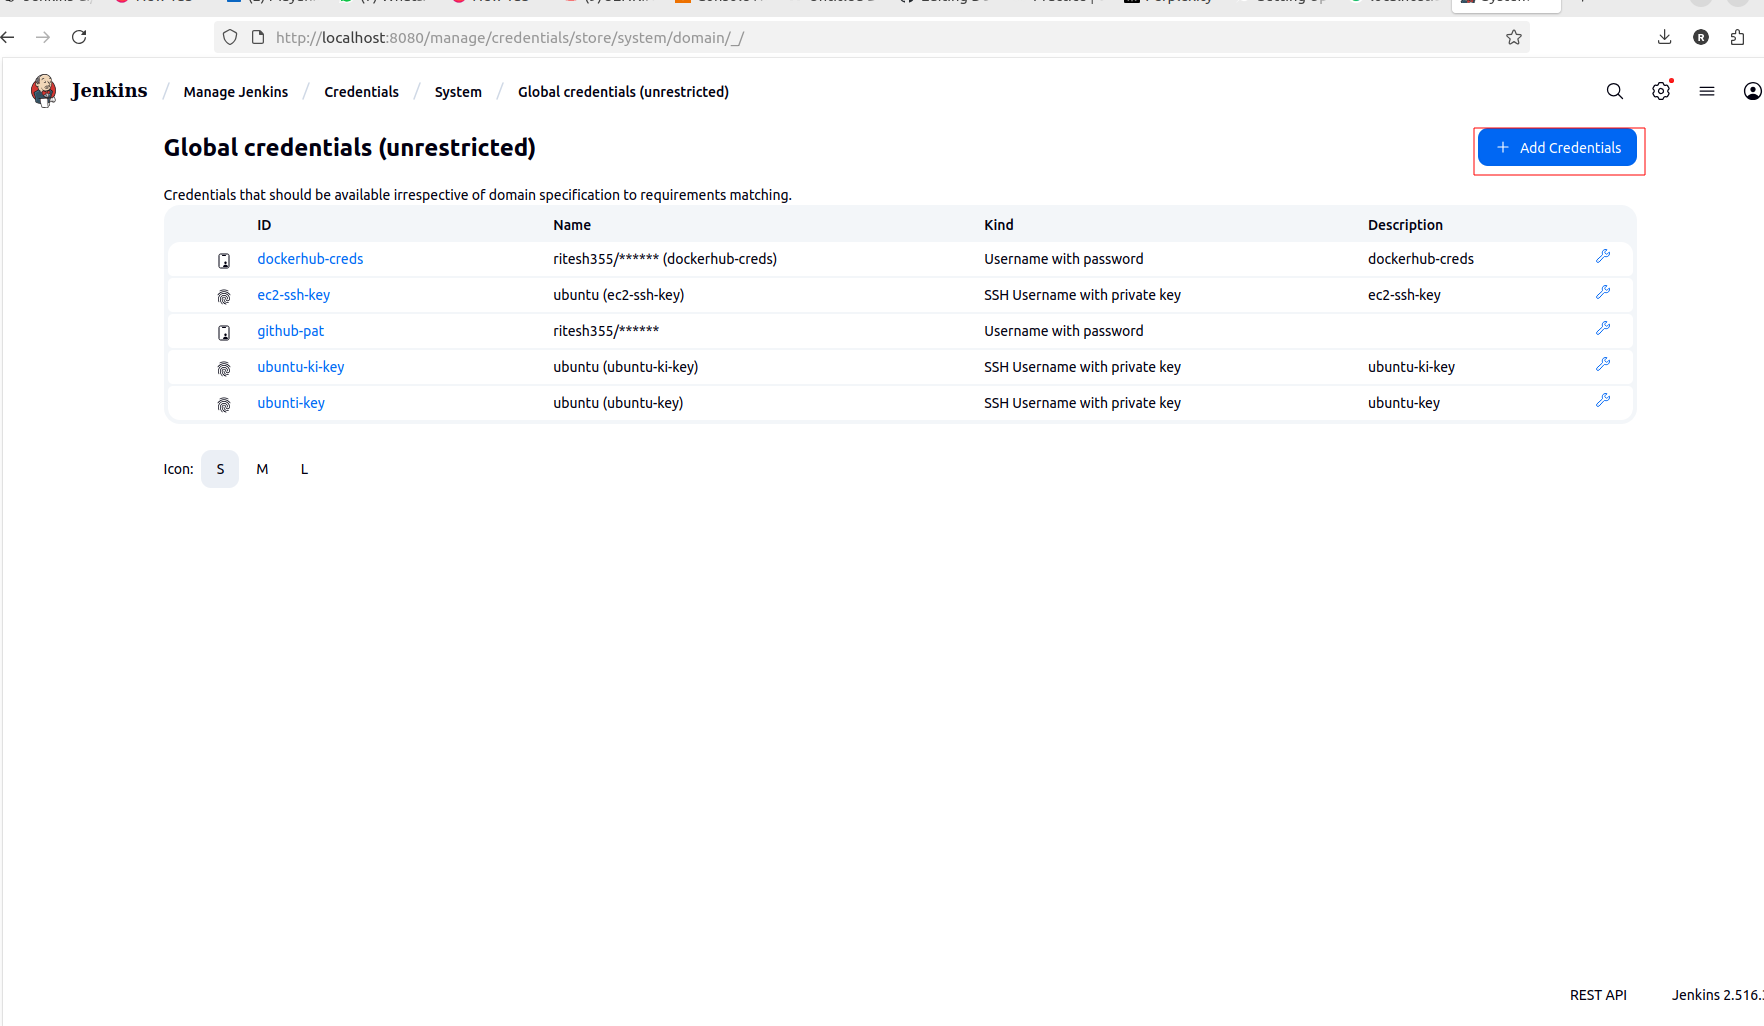 http://localhost:8080/manage/credentials/store/system/domain/_/
Jenkins / Manage Jenkins / Credentials / System / Global credentials (unrestricted)
Global credentials (unrestricted)
+ Add Credentials
Credentials that should be available irrespective of domain specification to requirements matching.
ID Name Kind Description
dockerhub-creds ritesh355/****** (dockerhub-creds) Username with password dockerhub-creds
ec2-ssh-key ubuntu (ec2-ssh-key) SSH Username with private key ec2-ssh-key
github-pat ritesh355/****** Username with password
ubuntu-ki-key ubuntu (ubuntu-ki-key) SSH Username with private key ubuntu-ki-key
ubunti-key ubuntu (ubuntu-key) SSH Username with private key ubuntu-key
Icon: S M L
REST API Jenkins 2.516.